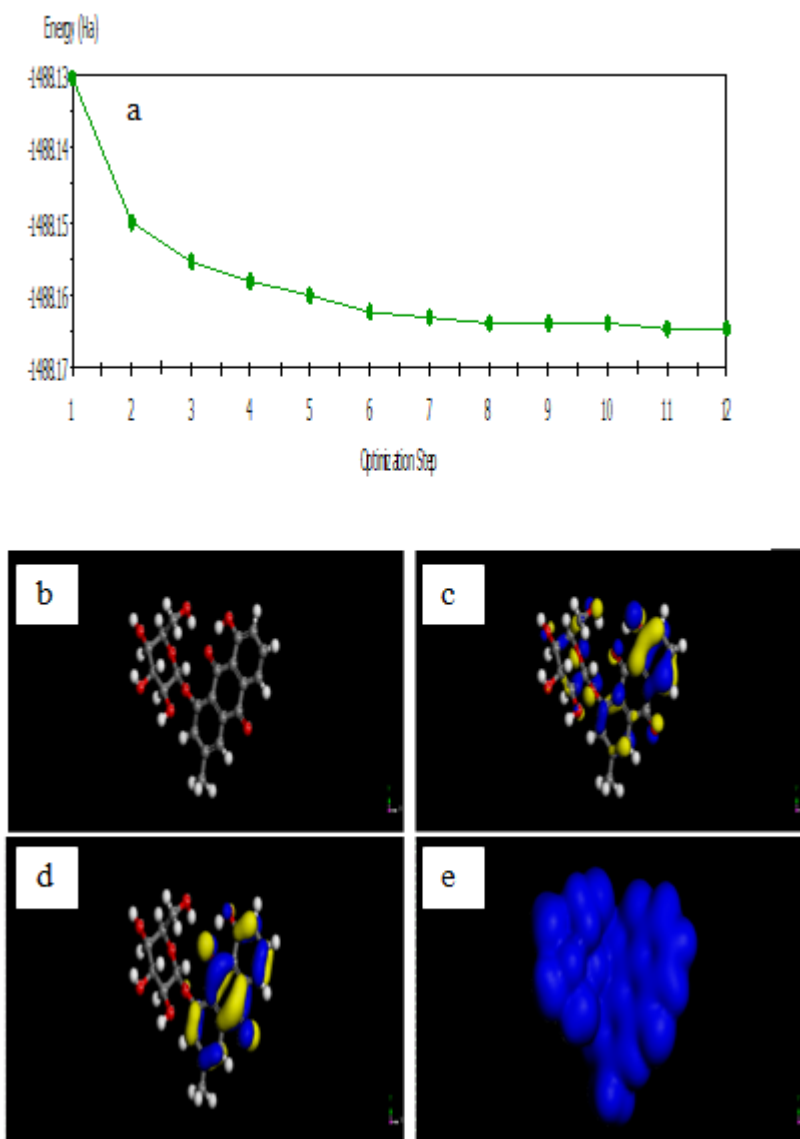 Energy (Ha)
-1488.13
a
-1488.14
-1488.15
-1488.16
-1488.17
1 2 3 4 5 6 7 8 9 10 11 12
Optimization Step
b
c
d
e